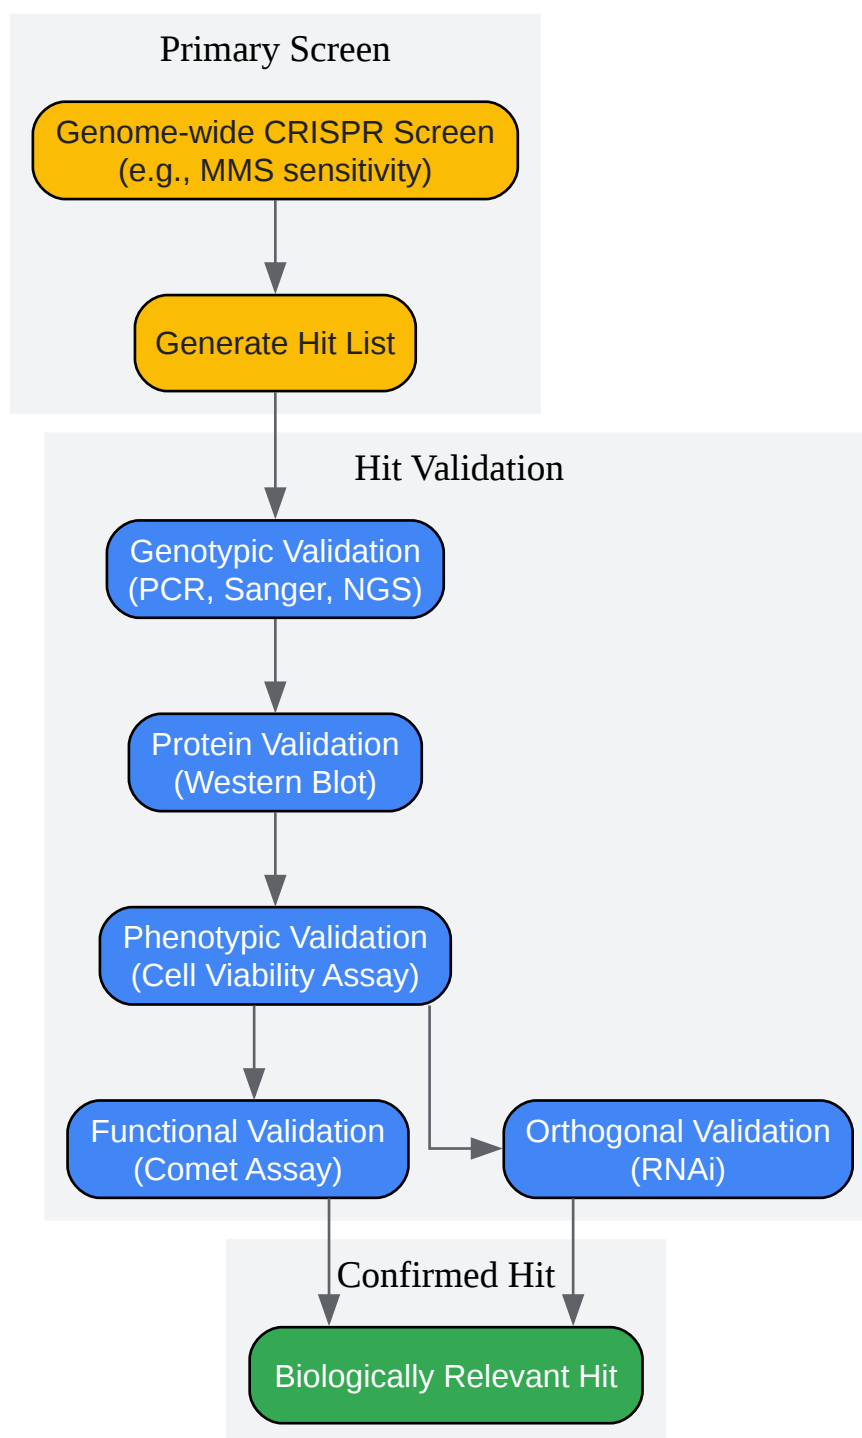 Primary Screen
Genome-wide CRISPR Screen
(e.g., MMS sensitivity)
Generate Hit List
Hit Validation
Genotypic Validation
(PCR, Sanger, NGS)
Protein Validation
(Western Blot)
Phenotypic Validation
(Cell Viability Assay)
Functional Validation
(Comet Assay)
Orthogonal Validation
(RNAi)
Confirmed Hit
Biologically Relevant Hit